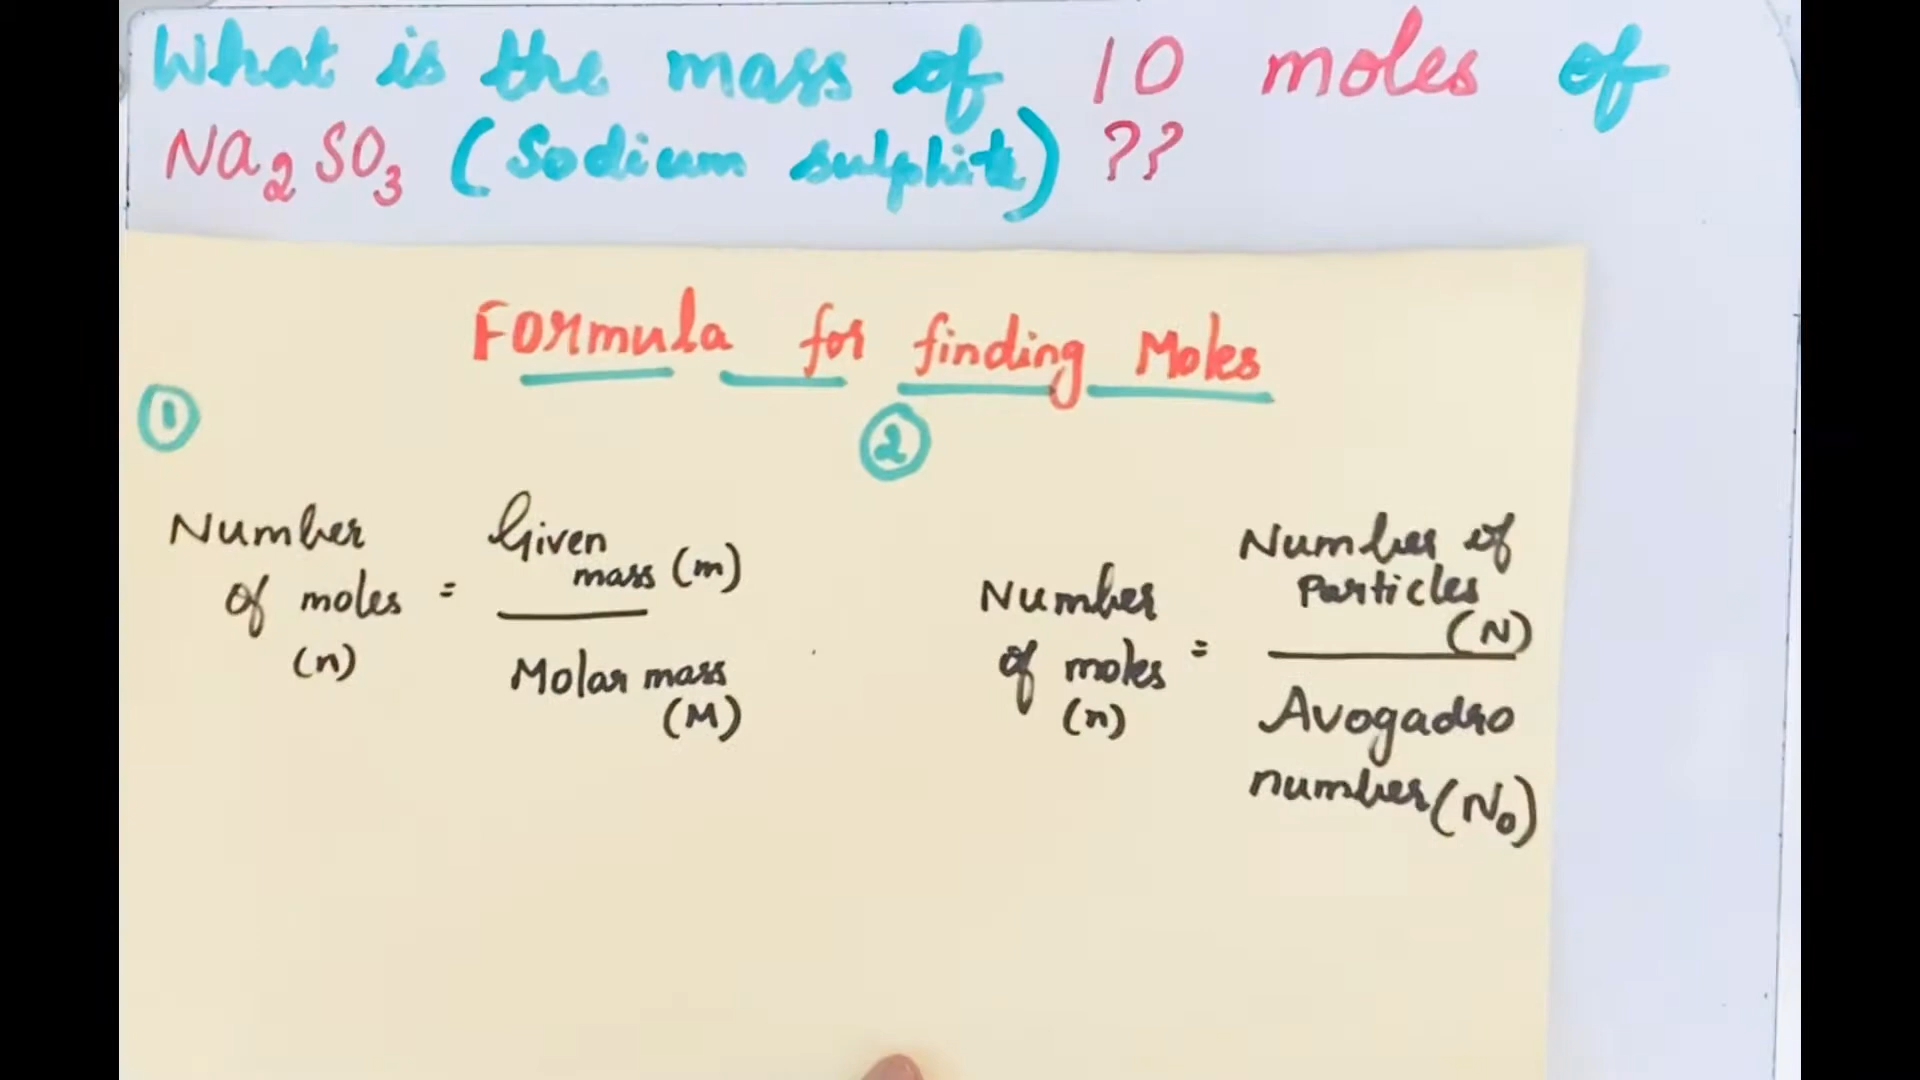 What is the mass of 10 moles of
Na₂SO₃ (Sodium sulphite) ??
Formula for finding Moles
①
Number
of moles
(n)
=
Given
mass (m)
Molar mass
(M)
②
Number
of moles
(n)
=
Number of
Particles
(N)
Avogadro
number (N₀)